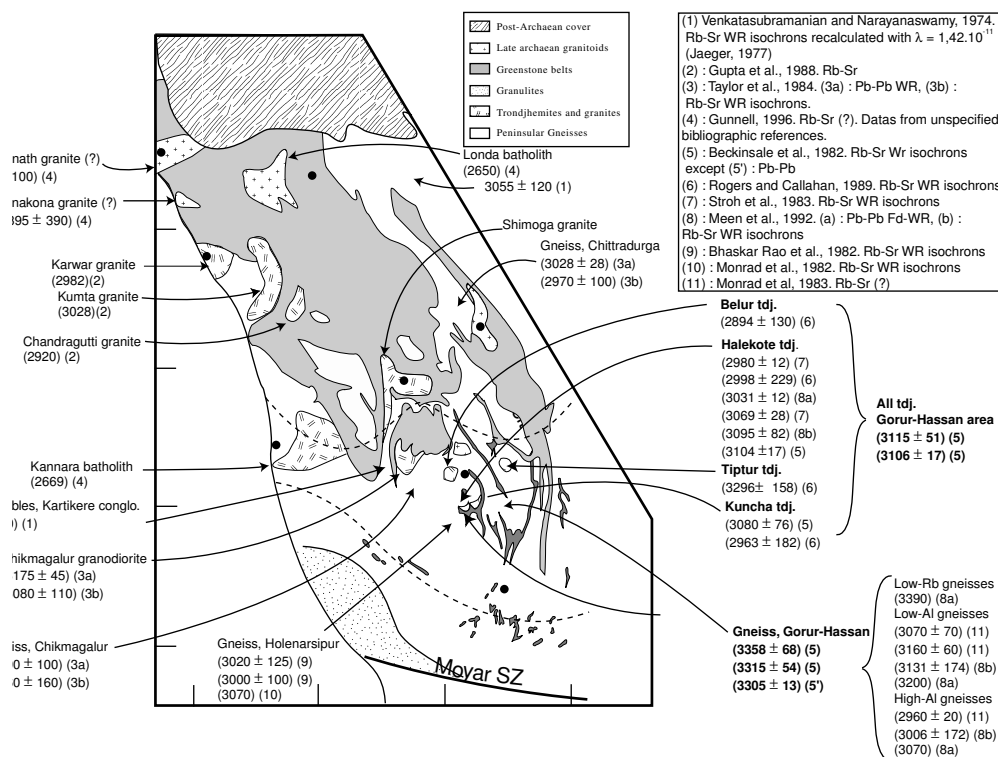 Post-Archaean cover
Late archaean granitoids
Greenstone belts
Granulites
Trondjhemites and granites
Peninsular Gneisses
(1) Venkatasubramanian and Narayanaswamy, 1974.
Rb-Sr WR isochrons recalculated with λ = 1,42.10-11
(Jaeger, 1977)
(2) : Gupta et al., 1988. Rb-Sr
(3) : Taylor et al., 1984. (3a) : Pb-Pb WR, (3b) :
Rb-Sr WR isochrons.
(4) : Gunnell, 1996. Rb-Sr (?). Datas from unspecified
bibliographic references.
(5) : Beckinsale et al., 1982. Rb-Sr Wr isochrons
except (5') : Pb-Pb
(6) : Rogers and Callahan, 1989. Rb-Sr WR isochrons
(7) : Stroh et al., 1983. Rb-Sr WR isochrons
(8) : Meen et al., 1992. (a) : Pb-Pb Fd-WR, (b) :
Rb-Sr WR isochrons
(9) : Bhaskar Rao et al., 1982. Rb-Sr WR isochrons
(10) : Monrad et al., 1982. Rb-Sr WR isochrons
(11) : Monrad et al, 1983. Rb-Sr (?)
nath granite (?)
100) (4)
nakona granite (?)
395 ± 390) (4)
Karwar granite
(2982)(2)
Kumta granite
(3028)(2)
Chandragutti granite
(2920) (2)
Kannara batholith
(2669) (4)
bles, Kartikere conglo.
) (1)
hikmagalur granodiorite
175 ± 45) (3a)
080 ± 110) (3b)
iss, Chikmagalur
0 ± 100) (3a)
0 ± 160) (3b)
Londa batholith
(2650) (4)
3055 ± 120 (1)
Shimoga granite
Gneiss, Chittradurga
(3028 ± 28) (3a)
(2970 ± 100) (3b)
Belur tdj.
(2894 ± 130) (6)
Halekote tdj.
(2980 ± 12) (7)
(2998 ± 229) (6)
(3031 ± 12) (8a)
(3069 ± 28) (7)
(3095 ± 82) (8b)
(3104 ±17) (5)
Tiptur tdj.
(3296± 158) (6)
Kuncha tdj.
(3080 ± 76) (5)
(2963 ± 182) (6)
All tdj.
Gorur-Hassan area
(3115 ± 51) (5)
(3106 ± 17) (5)
Gneiss, Holenarsipur
(3020 ± 125) (9)
(3000 ± 100) (9)
(3070) (10)
Moyar SZ
Gneiss, Gorur-Hassan
(3358 ± 68) (5)
(3315 ± 54) (5)
(3305 ± 13) (5')
Low-Rb gneisses
(3390) (8a)
Low-Al gneisses
(3070 ± 70) (11)
(3160 ± 60) (11)
(3131 ± 174) (8b)
(3200) (8a)
High-Al gneisses
(2960 ± 20) (11)
(3006 ± 172) (8b)
(3070) (8a)